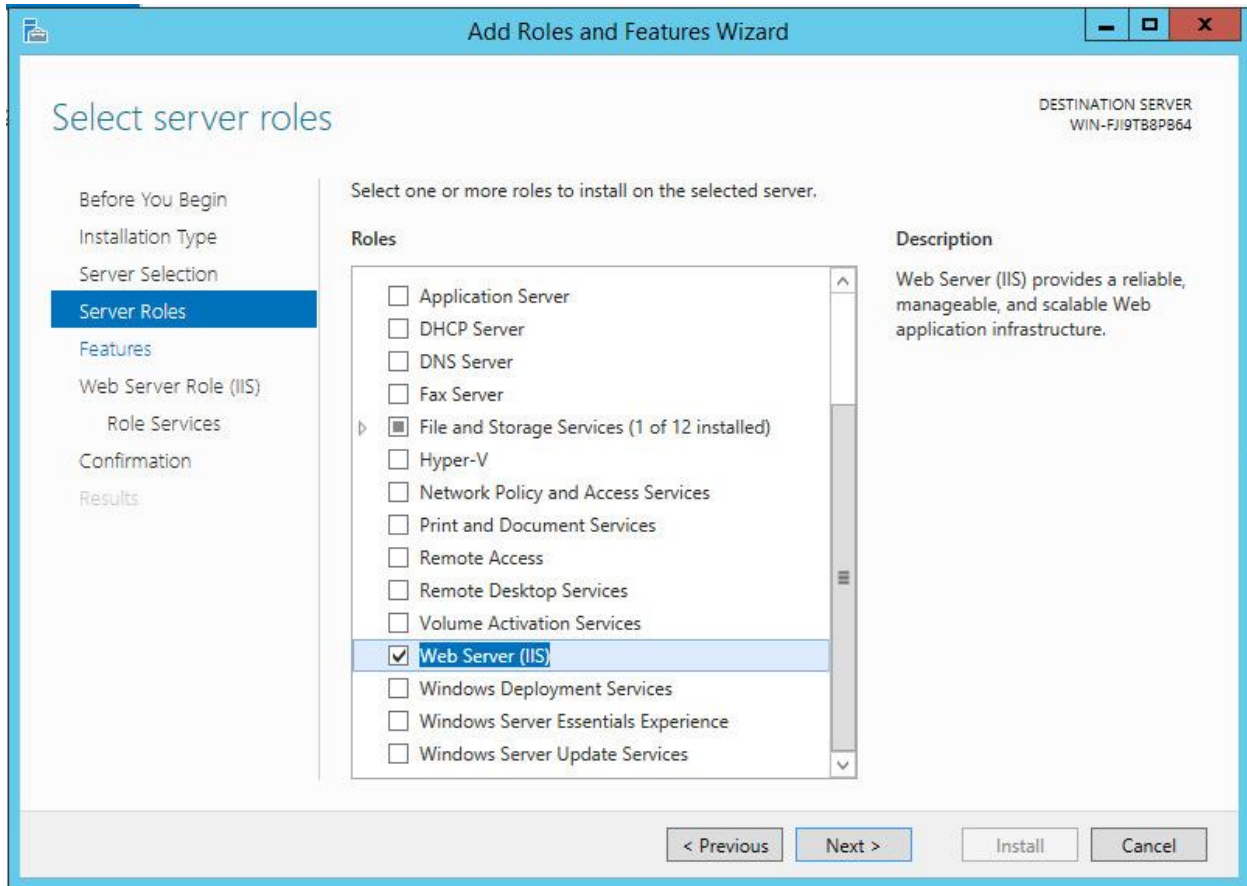 Add Roles and Features Wizard
Select server roles
DESTINATION SERVER
WIN-FJI9TB8PB64
Before You Begin
Installation Type
Server Selection
Server Roles
Features
Web Server Role (IIS)
Role Services
Confirmation
Results
Select one or more roles to install on the selected server.
Roles
Application Server
DHCP Server
DNS Server
Fax Server
File and Storage Services (1 of 12 installed)
Hyper-V
Network Policy and Access Services
Print and Document Services
Remote Access
Remote Desktop Services
Volume Activation Services
Web Server (IIS)
Windows Deployment Services
Windows Server Essentials Experience
Windows Server Update Services
Description
Web Server (IIS) provides a reliable,
manageable, and scalable Web
application infrastructure.
< Previous
Next >
Install
Cancel